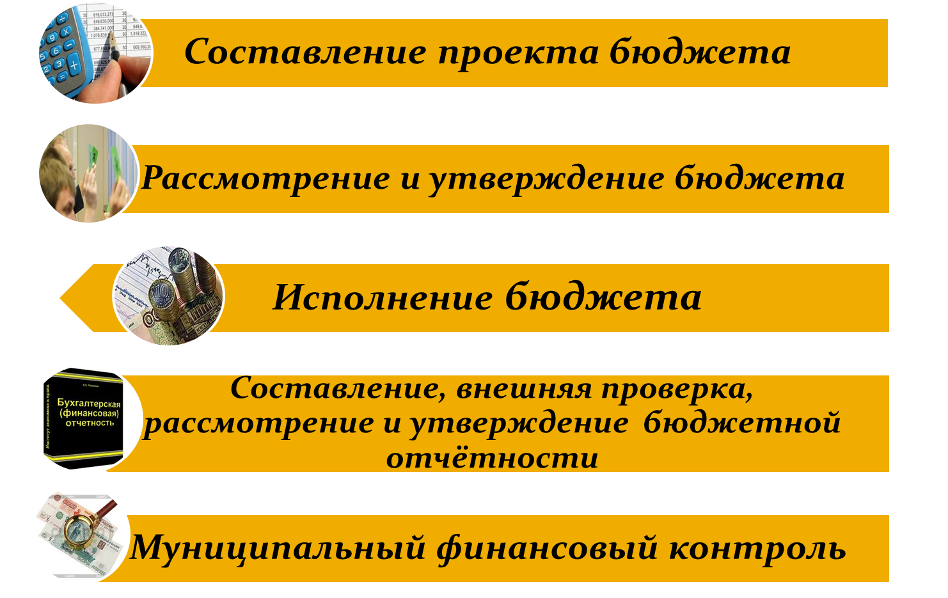 Составление проекта бюджета
Рассмотрение и утверждение бюджета
Исполнение бюджета
Бухгалтерская
(финансовая)
отчетность
Составление, внешняя проверка,
рассмотрение и утверждение бюджетной
отчётности
Муниципальный финансовый контроль